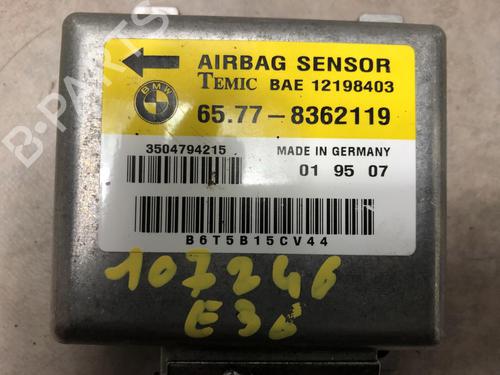 AIRBAG SENSOR
BMW
TEMIC BAE 12198403
65.77-8362119
3504794215
MADE IN GERMANY
01 95 07
B6T5B15CV44
107246
E36
B-PARTS